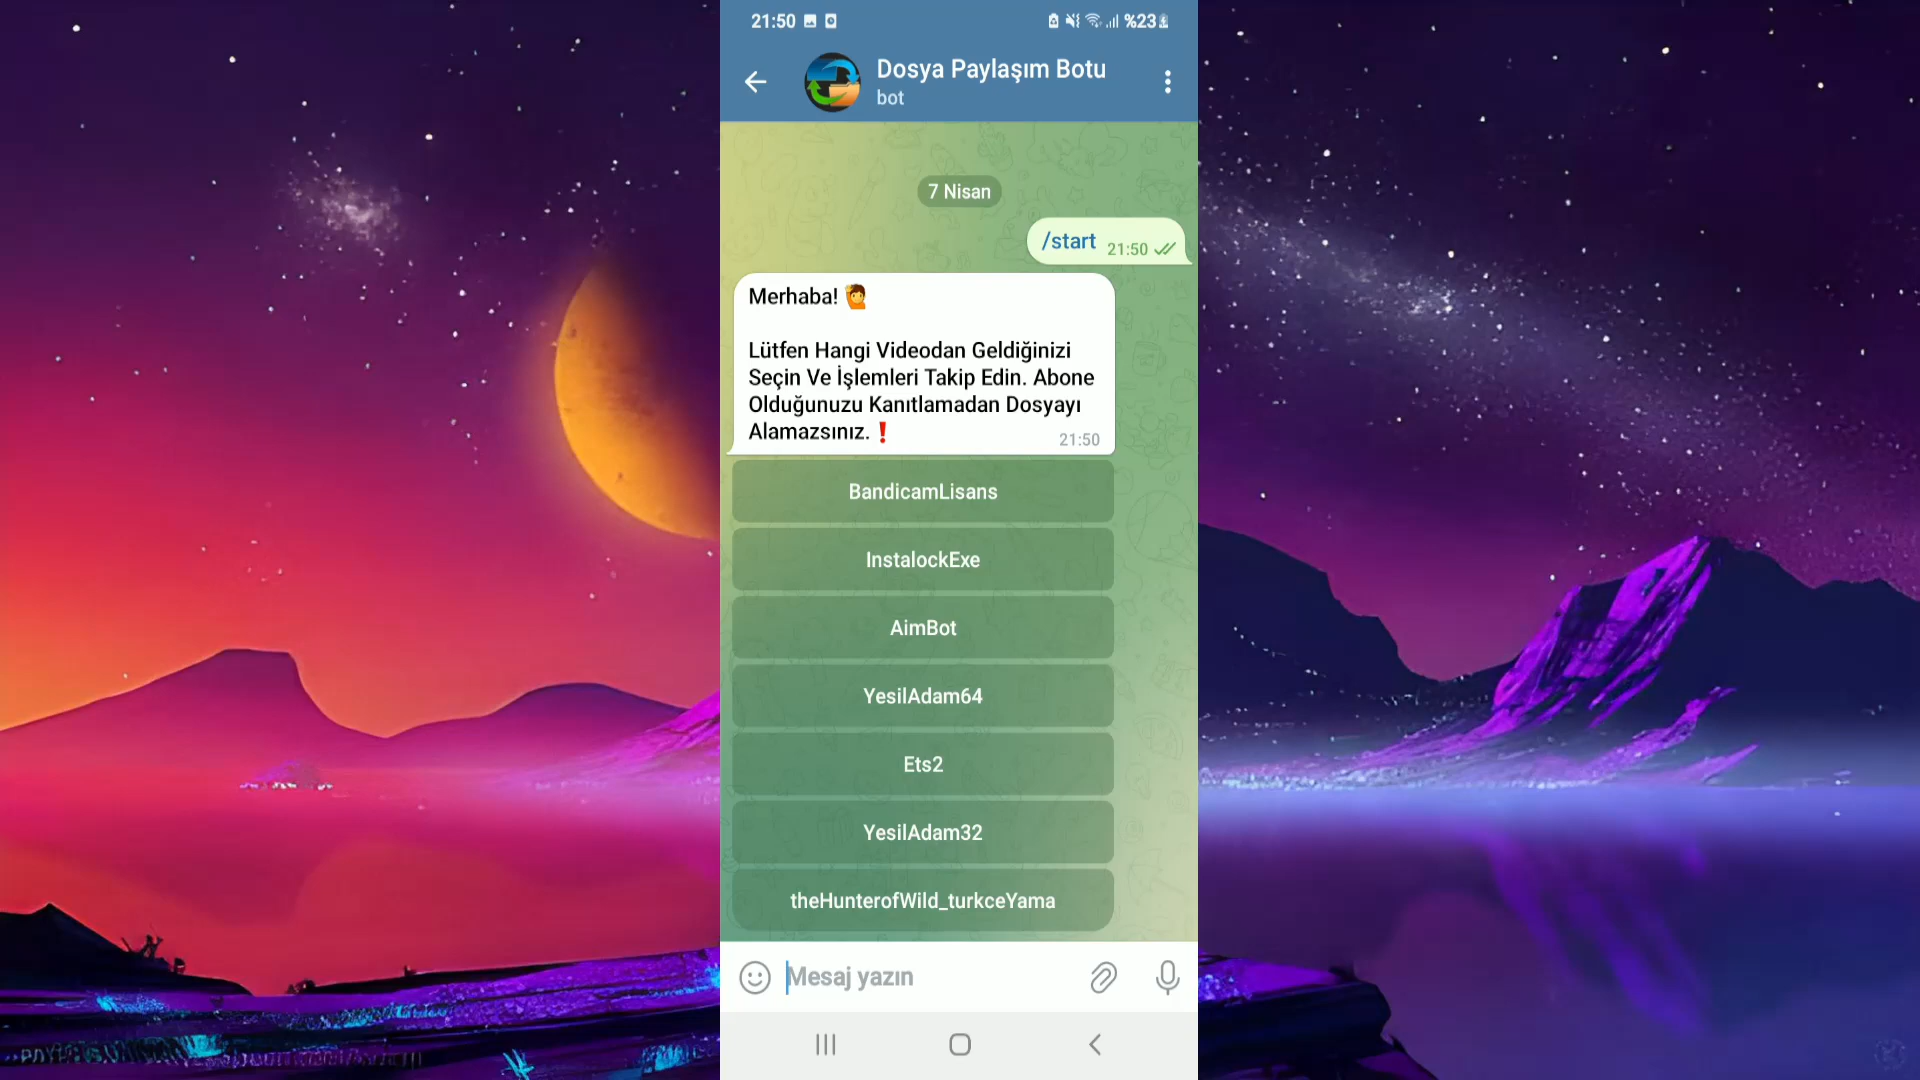 21:50
%23
Dosya Paylaşım Botu
bot
7 Nisan
/start 21:50
Merhaba!
Lütfen Hangi Videodan Geldiğinizi
Seçin Ve İşlemleri Takip Edin. Abone
Olduğunuzu Kanıtlamadan Dosyayı
Alamazsınız.❗
21:50
BandicamLisans
InstalockExe
AimBot
YesilAdam64
Ets2
YesilAdam32
theHunterofWild_turkceYama
Mesaj yazın